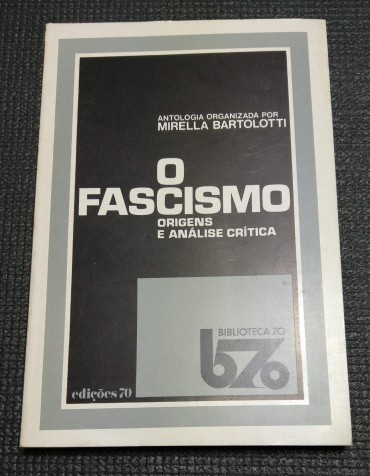 ANTOLOGIA ORGANIZADA POR
MIRELLA BARTOLOTTI
O
FASCISMO
ORIGENS
E ANÁLISE CRÍTICA
BIBLIOTECA 70
b70
edições 70